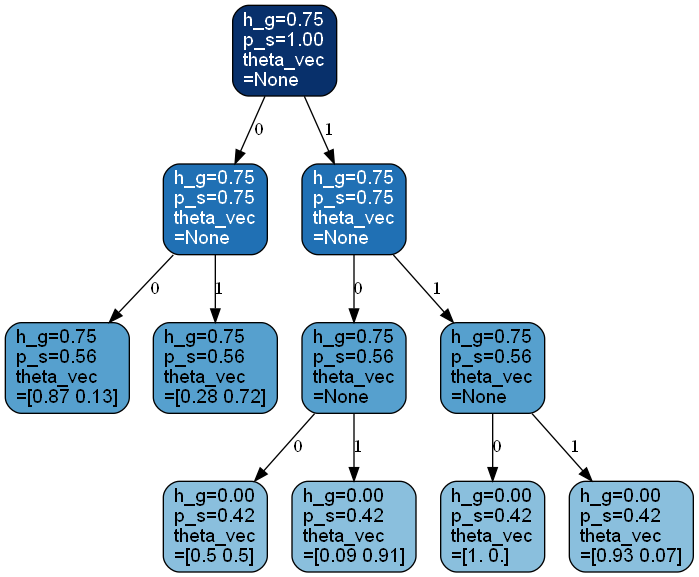 h_g=0.75
p_s=1.00
theta_vec
=None
0
1
h_g=0.75
p_s=0.75
theta_vec
=None
h_g=0.75
p_s=0.75
theta_vec
=None
0
1
0
1
h_g=0.75
p_s=0.56
theta_vec
=[0.87 0.13]
h_g=0.75
p_s=0.56
theta_vec
=[0.28 0.72]
h_g=0.75
p_s=0.56
theta_vec
=None
h_g=0.75
p_s=0.56
theta_vec
=None
0
1
0
1
h_g=0.00
p_s=0.42
theta_vec
=[0.5 0.5]
h_g=0.00
p_s=0.42
theta_vec
=[0.09 0.91]
h_g=0.00
p_s=0.42
theta_vec
=[1. 0.]
h_g=0.00
p_s=0.42
theta_vec
=[0.93 0.07]